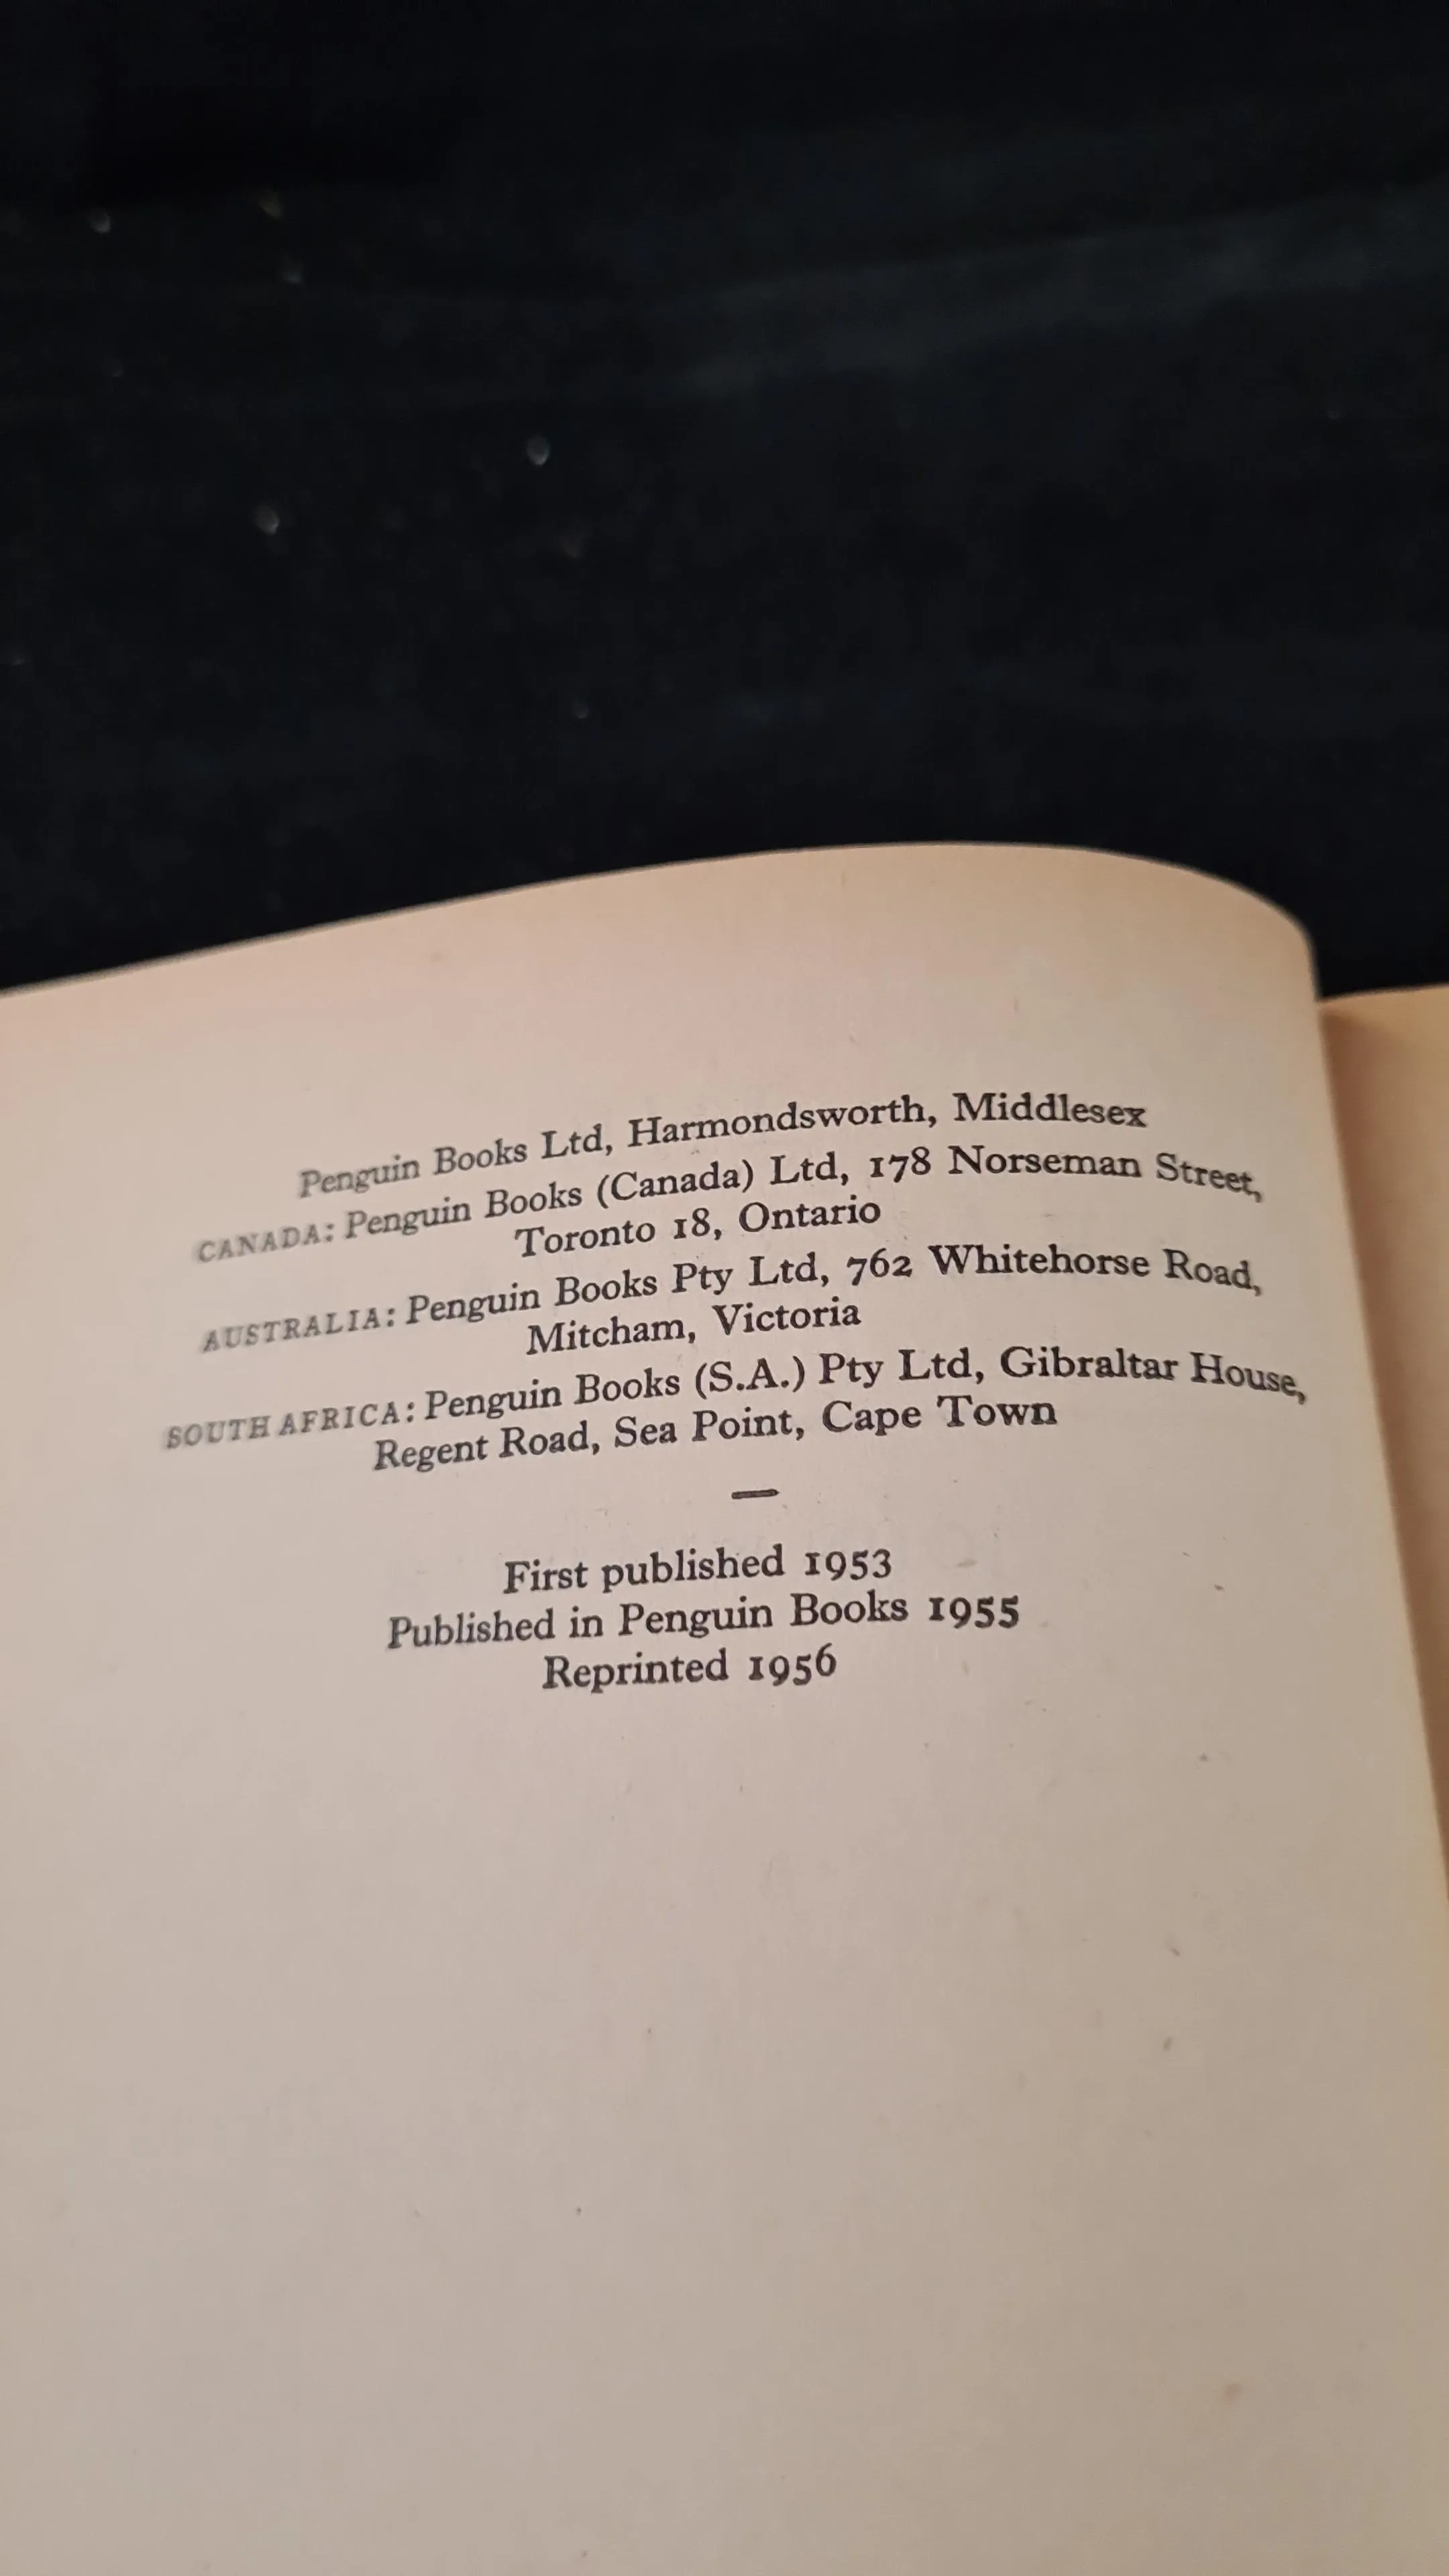 Penguin Books Ltd, Harmondsworth, Middlesex
CANADA: Penguin Books (Canada) Ltd, 178 Norseman Street,
Toronto 18, Ontario
AUSTRALIA: Penguin Books Pty Ltd, 762 Whitehorse Road,
Mitcham, Victoria
SOUTH AFRICA: Penguin Books (S.A.) Pty Ltd, Gibraltar House,
Regent Road, Sea Point, Cape Town
—
First published 1953
Published in Penguin Books 1955
Reprinted 1956